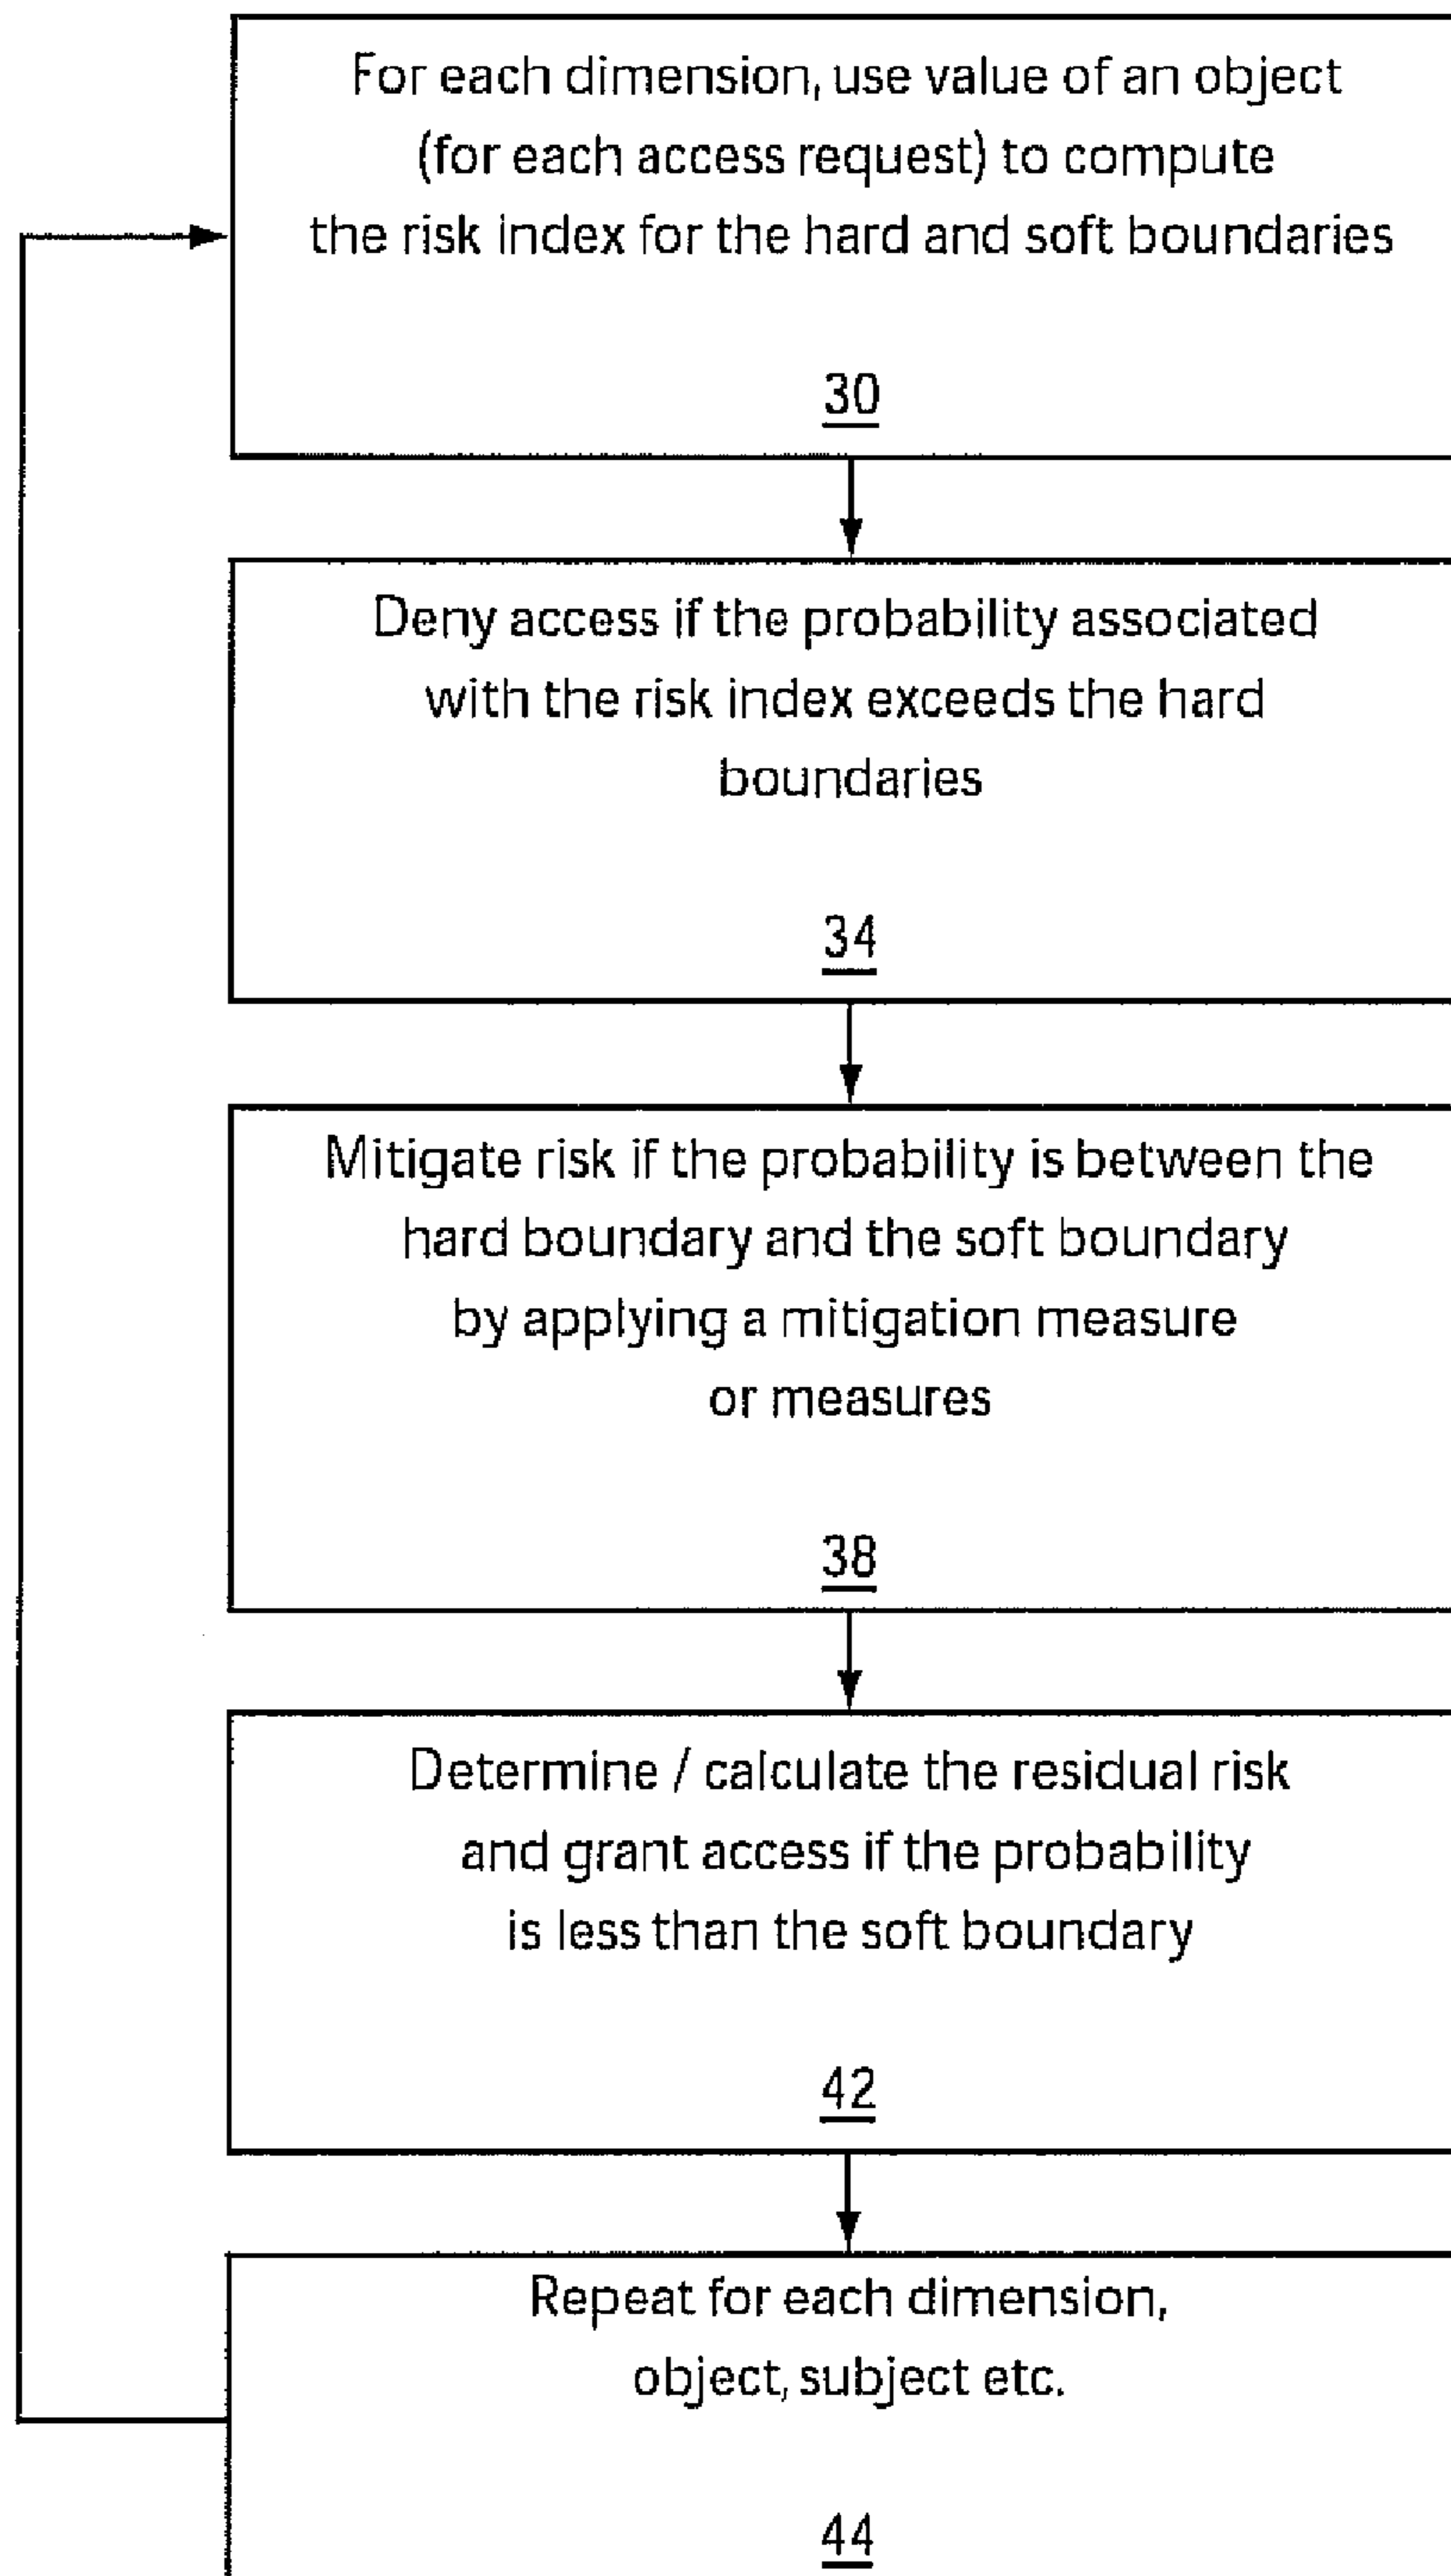 For each dimension, use value of an object
(for each access request) to compute
the risk index for the hard and soft boundaries
30
Deny access if the probability associated
with the risk index exceeds the hard
boundaries
34
Mitigate risk if the probability is between the
hard boundary and the soft boundary
by applying a mitigation measure
or measures
38
Determine / calculate the residual risk
and grant access if the probability
is less than the soft boundary
42
Repeat for each dimension,
object, subject etc.
44